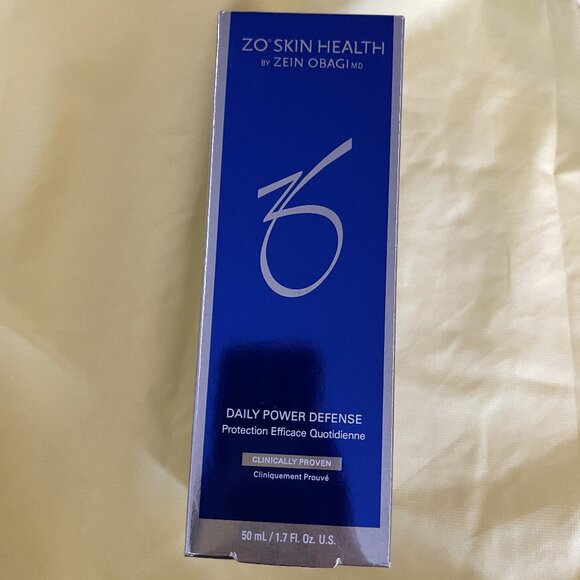 ZO® SKIN HEALTH
BY ZEIN OBAGI MD
ZO
DAILY POWER DEFENSE
Protection Efficace Quotidienne
CLINICALLY PROVEN
Cliniquement Prouvé
50 mL / 1.7 Fl. Oz. U.S.